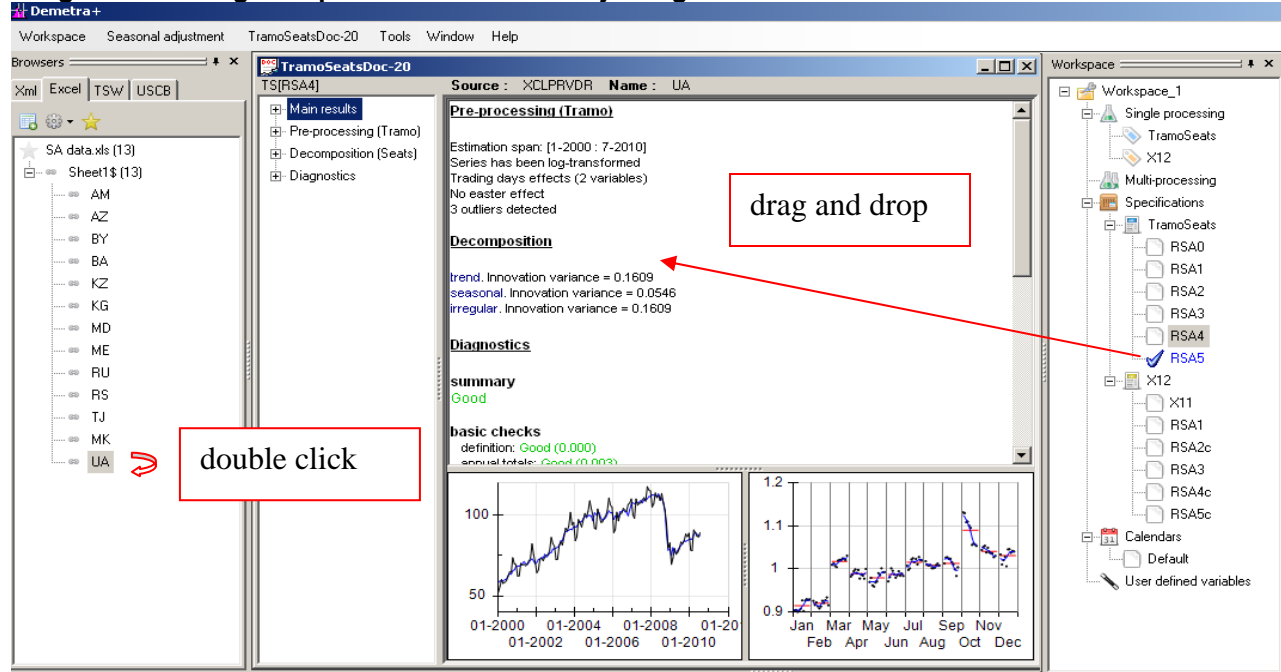 Demetra+
Workspace Seasonal adjustment TramoSeatsDoc-20 Tools Window Help
Browsers
Xml Excel TSW USCB
SA data.xls (13)
Sheet1$ (13)
AM
AZ
BY
BA
KZ
KG
MD
ME
RU
RS
TJ
MK
UA
double click
TramoSeatsDoc-20
TS[RSA4]
Main results
Pre-processing (Tramo)
Decomposition (Seats)
Diagnostics
Source : XCLPRVDR Name : UA
Pre-processing (Tramo)
Estimation span: [1-2000 : 7-2010]
Series has been log-transformed
Trading days effects (2 variables)
No easter effect
3 outliers detected
Decomposition
trend. Innovation variance = 0.1609
seasonal. Innovation variance = 0.0546
irregular. Innovation variance = 0.1609
Diagnostics
summary
Good
basic checks
definition: Good (0.000)
annual totals: Good (0.003)
drag and drop
100
50
01-2000 01-2004 01-2008 01-20
01-2002 01-2006 01-2010
1.2
1.1
1
0.9
Jan Mar May Jul Sep Nov
Feb Apr Jun Aug Oct Dec
Workspace
Workspace_1
Single processing
TramoSeats
X12
Multi-processing
Specifications
TramoSeats
RSA0
RSA1
RSA2
RSA3
RSA4
RSA5
X12
X11
RSA1
RSA2c
RSA3
RSA4c
RSA5c
Calendars
Default
User defined variables